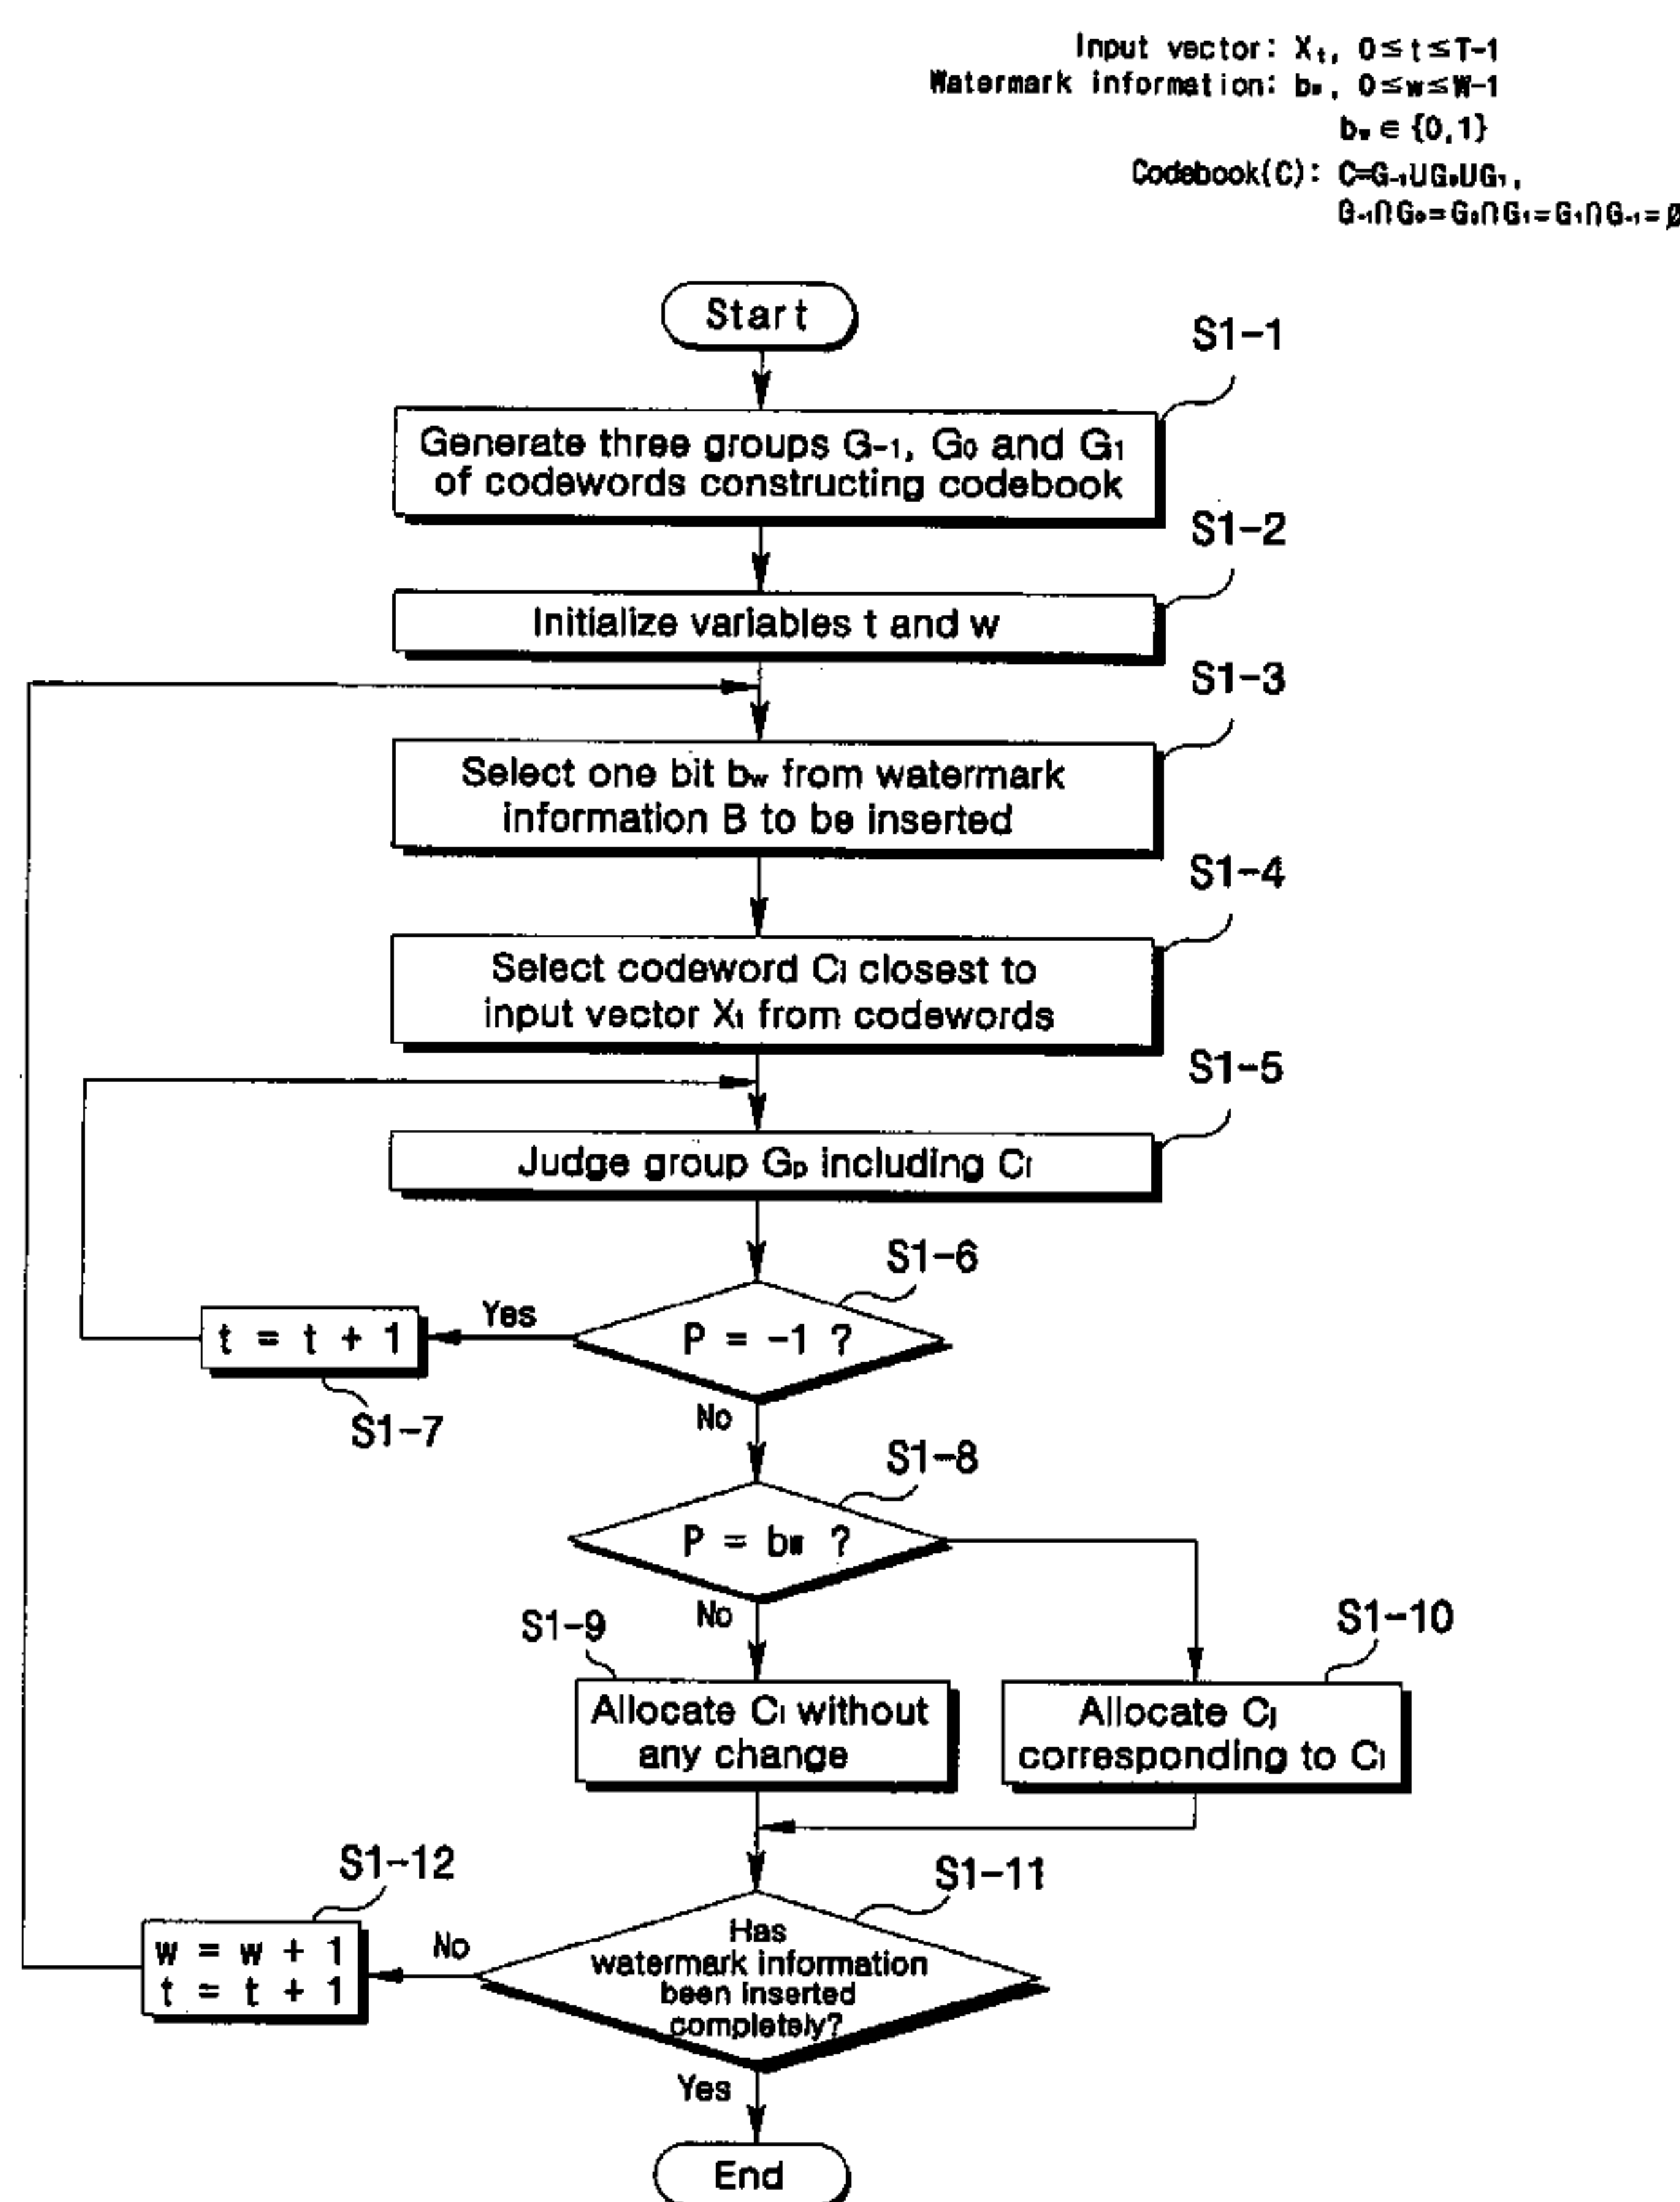 Input vector: Xt, 0≤t≤T-1
Watermark information: bw, 0≤w≤W-1
bw ∈ {0,1}
Codebook(C): C=G-1∪G0∪G1,
G-1∩G0=G0∩G1=G1∩G-1=ø
Start
S1-1
Generate three groups G-1, G0 and G1
of codewords constructing codebook
S1-2
Initialize variables t and w
S1-3
Select one bit bw from watermark
information B to be inserted
S1-4
Select codeword Ci closest to
input vector Xt from codewords
S1-5
Judge group Gp including Ci
S1-6
P = -1 ?
Yes
t = t + 1
S1-7
No
S1-8
P = bw ?
No
S1-9
Allocate Ci without
any change
S1-10
Allocate Cj
corresponding to Ci
S1-11
Has
watermark information
been inserted
completely?
No
S1-12
w = w + 1
t = t + 1
Yes
End